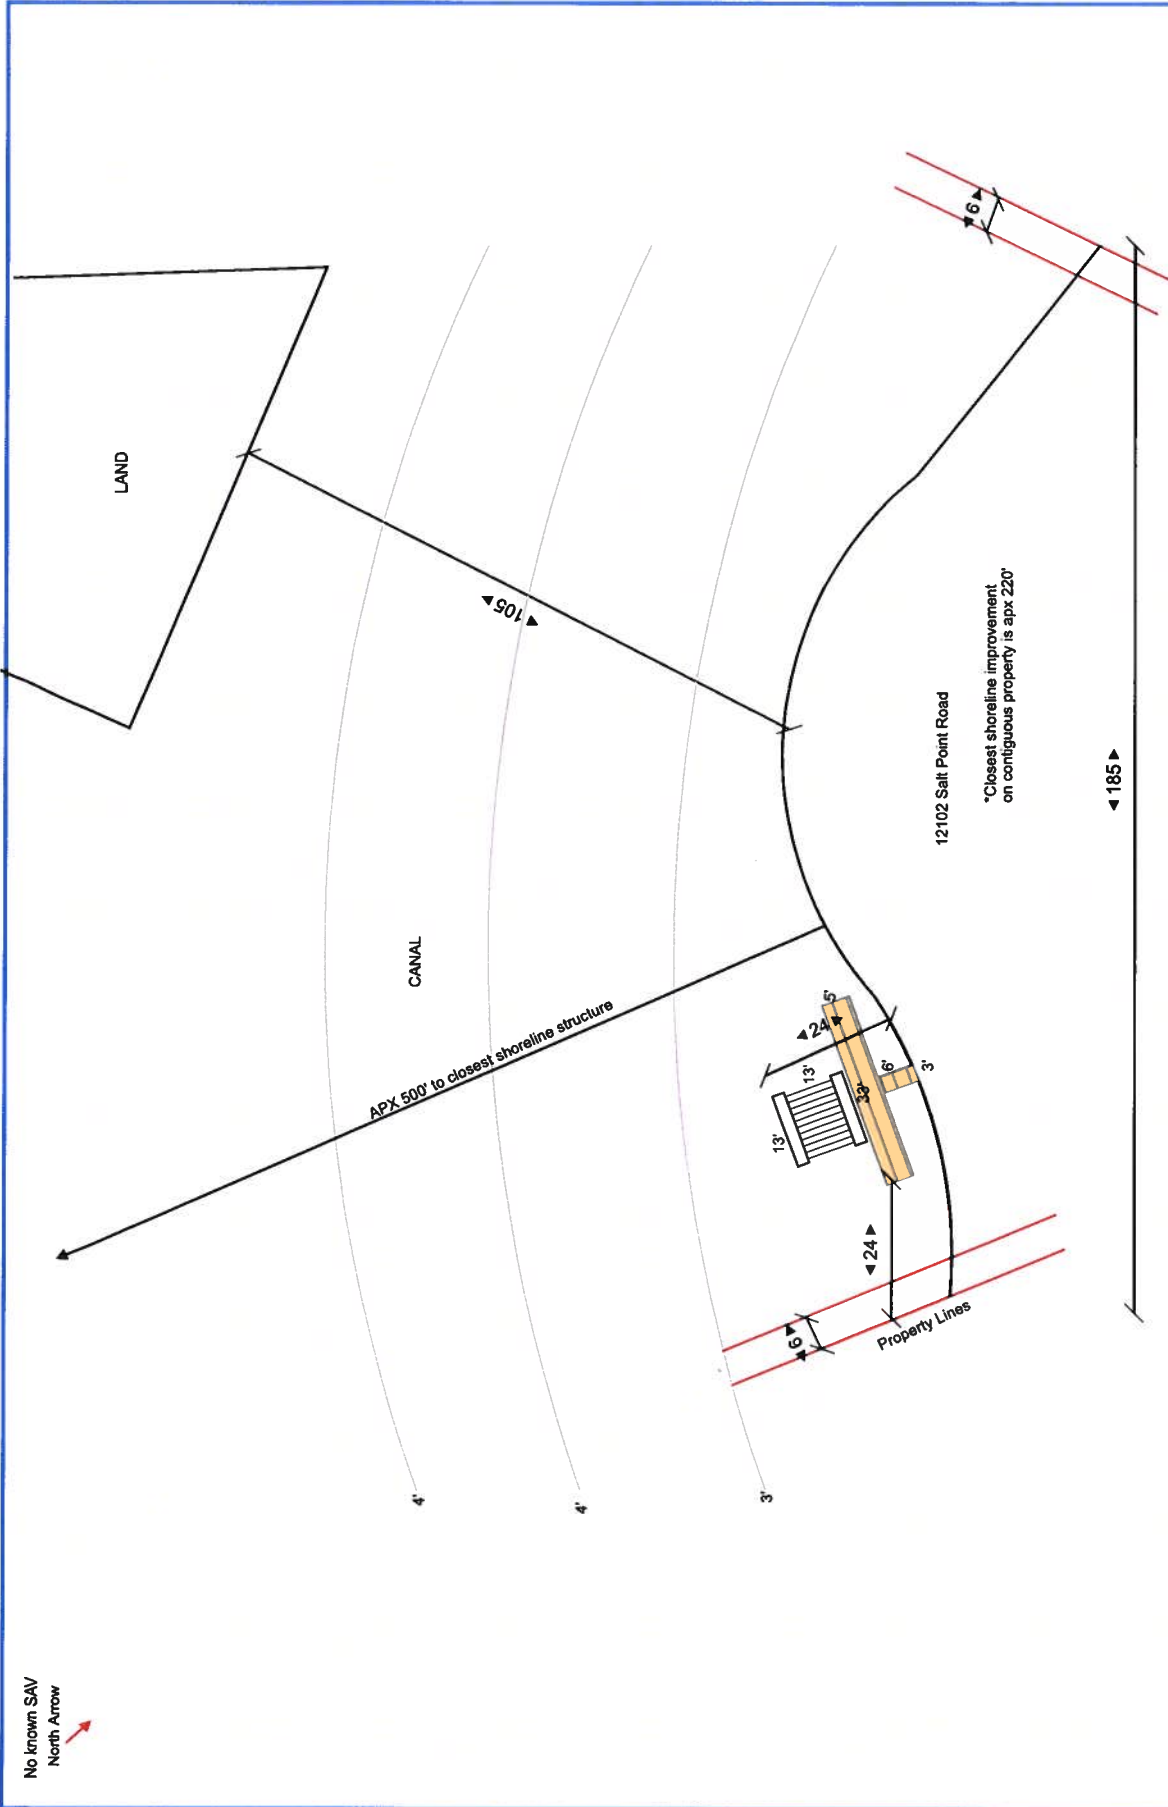 No known SAV
North Arrow
LAND
CANAL
◄ 105 ►
APX 500' to closest shoreline structure
◄ 6 ►
◄ 6 ►
◄ 24 ►
◄ 24 ►
13'
13'
33'
5'
6'
3'
Property Lines
12102 Salt Point Road
*Closest shoreline improvement
on contiguous property is apx 220'
◄ 185 ►
4'
4'
3'